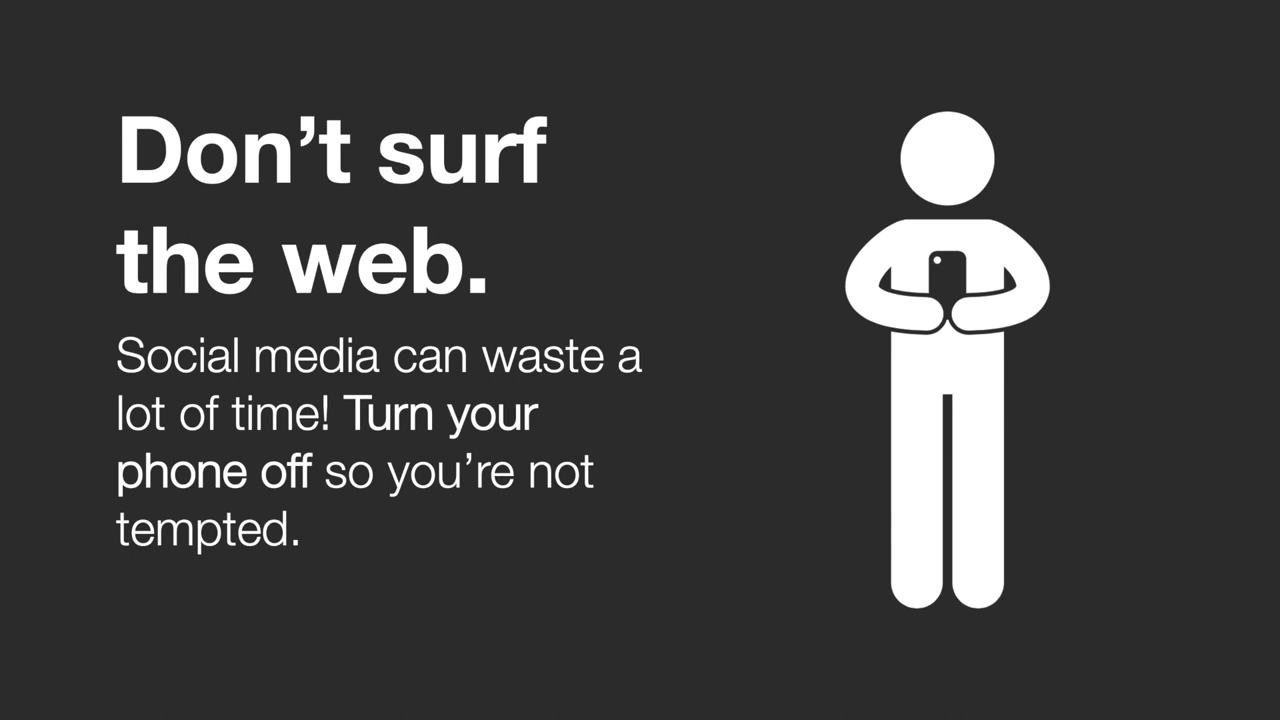 Don’t surf
the web.
Social media can waste a
lot of time! Turn your
phone off so you’re not
tempted.